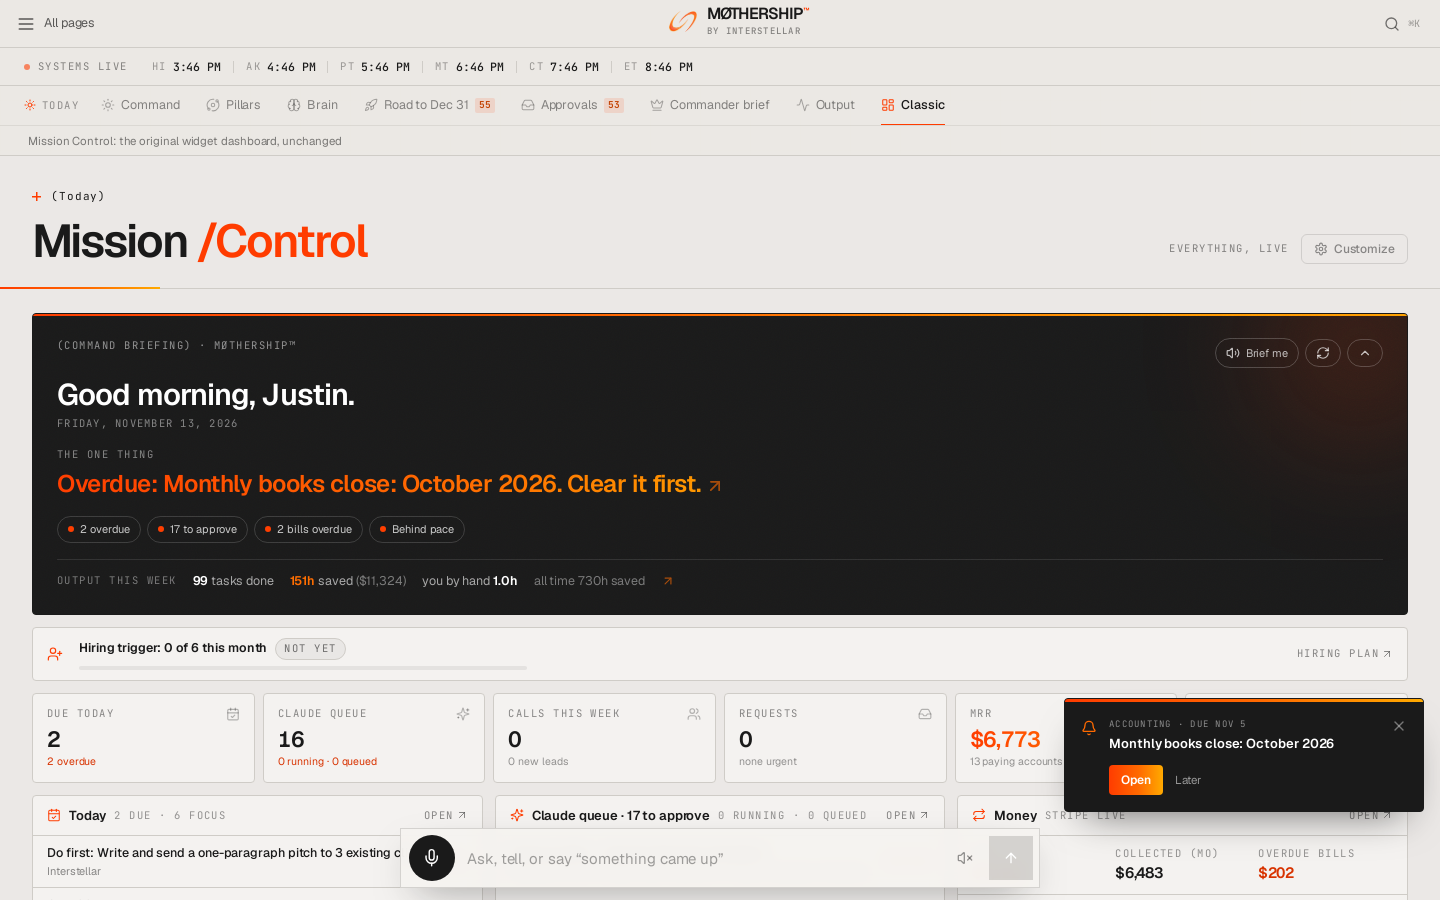 All pages
MØTHERSHIP™
BY INTERSTELLAR
⌘K
SYSTEMS LIVE HI 3:46 PM AK 4:46 PM PT 5:46 PM MT 6:46 PM CT 7:46 PM ET 8:46 PM
TODAY Command Pillars Brain Road to Dec 31 55 Approvals 53 Commander brief Output Classic
Mission Control: the original widget dashboard, unchanged
(Today)
Mission /Control
EVERYTHING, LIVE Customize
(COMMAND BRIEFING) · MØTHERSHIP™
Brief me
Good morning, Justin.
FRIDAY, NOVEMBER 13, 2026
THE ONE THING
Overdue: Monthly books close: October 2026. Clear it first.
2 overdue 17 to approve 2 bills overdue Behind pace
OUTPUT THIS WEEK 99 tasks done 151h saved ($11,324) you by hand 1.0h all time 730h saved
Hiring trigger: 0 of 6 this month NOT YET
HIRING PLAN
DUE TODAY
2
2 overdue
CLAUDE QUEUE
16
0 running · 0 queued
CALLS THIS WEEK
0
0 new leads
REQUESTS
0
none urgent
MRR
$6,773
13 paying accounts
ACCOUNTING · DUE NOV 5
Monthly books close: October 2026
Open Later
Today 2 DUE · 6 FOCUS OPEN
Do first: Write and send a one-paragraph pitch to 3 existing c
Interstellar
Claude queue · 17 to approve 0 RUNNING · 0 QUEUED OPEN
Money STRIPE LIVE OPEN
COLLECTED (MO)
$6,483
OVERDUE BILLS
$202
Ask, tell, or say “something came up”